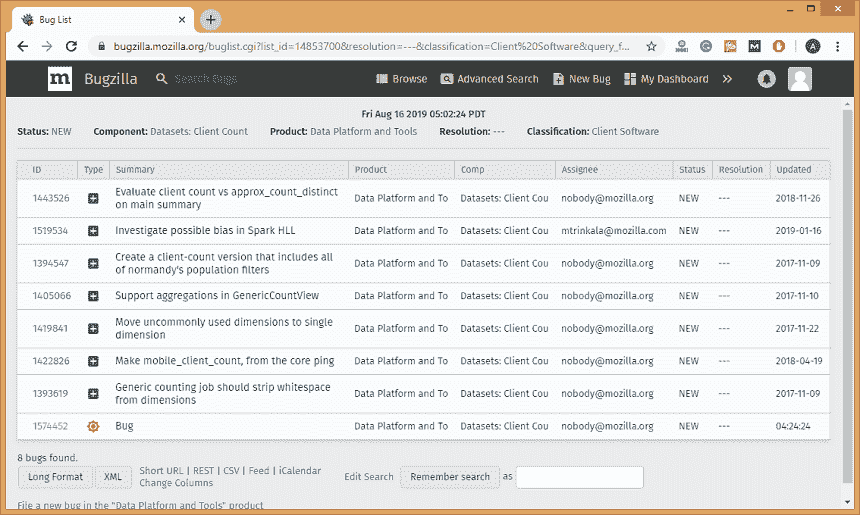 Bug List
bugzilla.mozilla.org/buglist.cgi?list_id=14853700&resolution=---&classification=Client%20Software&query_f...
A
m Bugzilla Search Bugs Browse Advanced Search New Bug My Dashboard
Fri Aug 16 2019 05:02:24 PDT
Status: NEW Component: Datasets: Client Count Product: Data Platform and Tools Resolution: --- Classification: Client Software
ID Type Summary Product Comp Assignee Status Resolution Updated
1443526 Evaluate client count vs approx_count_distinct Data Platform and To Datasets: Client Cou nobody@mozilla.org NEW --- 2018-11-26
on main summary
1519534 Investigate possible bias in Spark HLL Data Platform and To Datasets: Client Cou mtrinkala@mozilla.com NEW --- 2019-01-16
Create a client-count version that includes all
1394547 of normandy's population filters Data Platform and To Datasets: Client Cou nobody@mozilla.org NEW --- 2017-11-09
1405066 Support aggregations in GenericCountView Data Platform and To Datasets: Client Cou nobody@mozilla.org NEW --- 2017-11-10
1419841 Move uncommonly used dimensions to single Data Platform and To Datasets: Client Cou nobody@mozilla.org NEW --- 2017-11-22
dimension
1422826 Make mobile_client_count, from the core ping Data Platform and To Datasets: Client Cou nobody@mozilla.org NEW --- 2018-04-19
1393619 Generic counting job should strip whitespace Data Platform and To Datasets: Client Cou nobody@mozilla.org NEW --- 2017-11-09
from dimensions
1574452 Bug Data Platform and To Datasets: Client Cou nobody@mozilla.org NEW --- 04:24:24
8 bugs found.
Long Format XML Short URL | REST | CSV | Feed | iCalendar Edit Search Remember search as
Change Columns
File a new bug in the "Data Platform and Tools" product